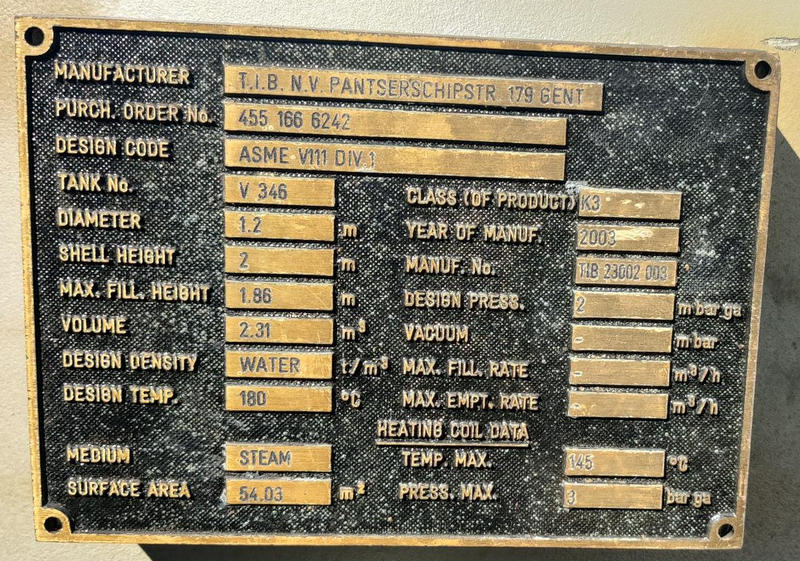 MANUFACTURER T.I.B. N.V. PANTSERSCHIPSTR. 179 GENT
PURCH. ORDER No. 455 166 6242
DESIGN CODE ASME V111 DIV.1
TANK No. V 346 CLASS (OF PRODUCT) K3
DIAMETER 1.2 m YEAR OF MANUF. 2003
SHELL HEIGHT 2 m MANUF. No. TIB 23002 003
MAX. FILL. HEIGHT 1.86 m DESIGN PRESS. 2 m bar ga
VOLUME 2.31 m³ VACUUM - m bar
DESIGN DENSITY WATER t/m³ MAX. FILL RATE - m³/h
DESIGN TEMP. 180 °C MAX. EMPT. RATE - m³/h
HEATING COIL DATA
MEDIUM STEAM TEMP. MAX. 145 °C
SURFACE AREA 54.03 m² PRESS. MAX. 3 bar ga